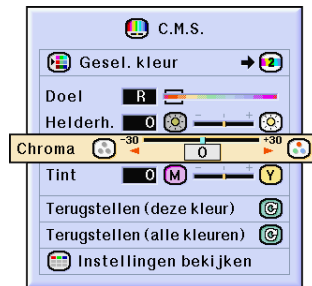 C.M.S.
Gesel. kleur 2
Doel R
Helderh. 0 - +
Chroma -30 0 +30
Tint 0 M - + Y
Terugstellen (deze kleur)
Terugstellen (alle kleuren)
Instellingen bekijken